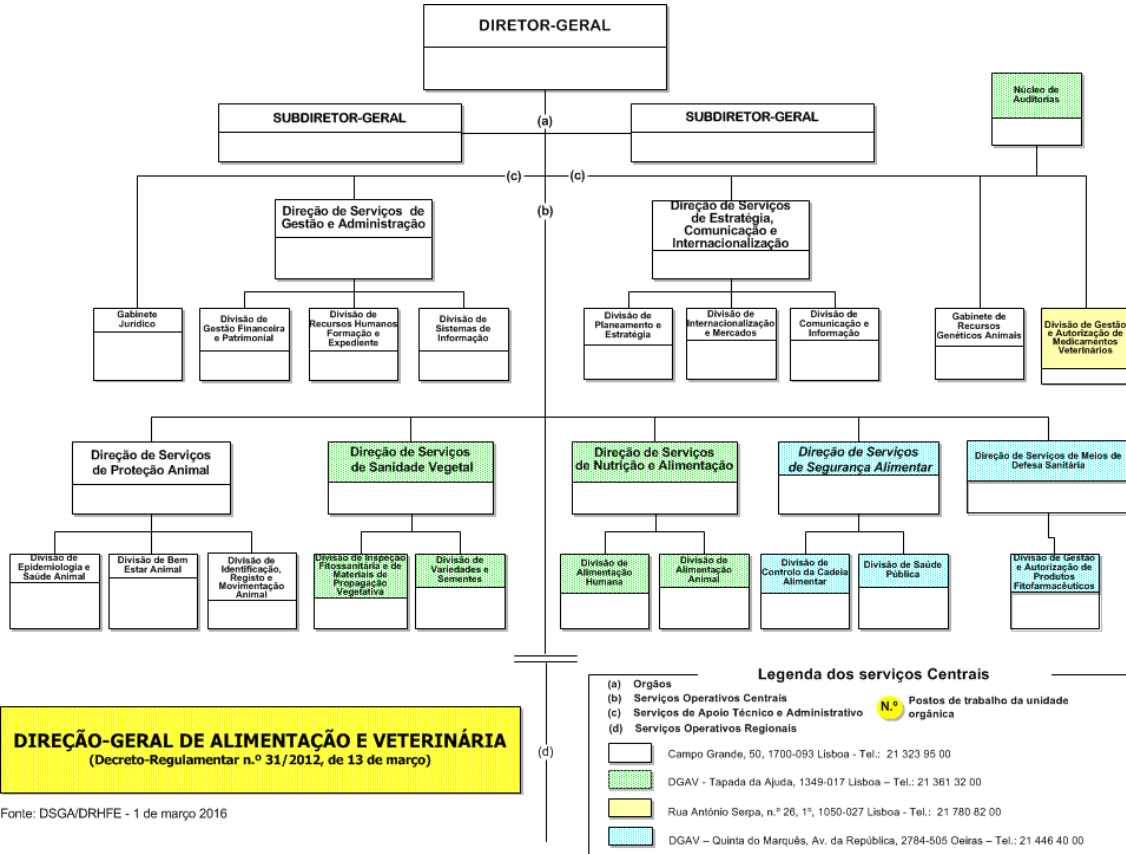 DIRETOR-GERAL
Núcleo de
Auditorias
SUBDIRETOR-GERAL
(a)
SUBDIRETOR-GERAL
(c)
(c)
Direção de Serviços de
Gestão e Administração
(b)
Direção de Serviços
de Estratégia,
Comunicação e
Internacionalização
Gabinete
Jurídico
Divisão de
Gestão Financeira
e Patrimonial
Divisão de
Recursos Humanos
Formação e
Expediente
Divisão de
Sistemas de
Informação
Divisão de
Planeamento e
Estratégia
Divisão de
Internacionalização
e Mercados
Divisão de
Comunicação e
Informação
Gabinete de
Recursos
Genéticos Animais
Divisão de Gestão
e Autorização de
Medicamentos
Veterinários
Direção de Serviços
de Proteção Animal
Direção de Serviços
de Sanidade Vegetal
Direção de Serviços
de Nutrição e Alimentação
Direção de Serviços
de Segurança Alimentar
Direção de Serviços de Meios de
Defesa Sanitária
Divisão de
Epidemiologia e
Saúde Animal
Divisão de Bem
Estar Animal
Divisão de
Identificação,
Registo e
Movimentação
Animal
Divisão de Inspeção
Fitossanitária e de
Materiais de
Propagação
Vegetativa
Divisão de
Variedades e
Sementes
Divisão de
Alimentação
Humana
Divisão de
Alimentação
Animal
Divisão de
Controlo da Cadeia
Alimentar
Divisão de Saúde
Pública
Divisão de Gestão
e Autorização de
Produtos
Fitofarmacêuticos
Legenda dos serviços Centrais
(a) Orgãos
(b) Serviços Operativos Centrais
(c) Serviços de Apoio Técnico e Administrativo
(d) Serviços Operativos Regionais
N.º Postos de trabalho da unidade
orgânica
Campo Grande, 50, 1700-093 Lisboa - Tel.: 21 323 95 00
DGAV - Tapada da Ajuda, 1349-017 Lisboa – Tel.: 21 361 32 00
Rua António Serpa, n.º 26, 1º, 1050-027 Lisboa - Tel.: 21 780 82 00
DGAV – Quinta do Marquês, Av. da República, 2784-505 Oeiras – Tel.: 21 446 40 00
(d)
DIREÇÃO-GERAL DE ALIMENTAÇÃO E VETERINÁRIA
(Decreto-Regulamentar n.º 31/2012, de 13 de março)
Fonte: DSGA/DRHFE - 1 de março 2016